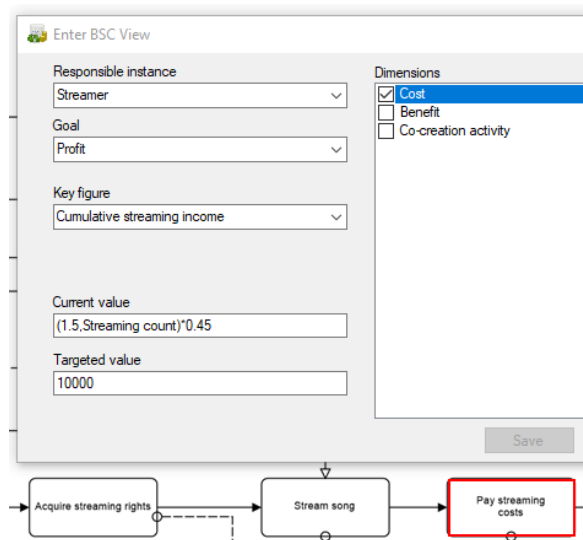 Enter BSC View
Responsible instance
Streamer
Goal
Profit
Key figure
Cumulative streaming income
Current value
(1.5,Streaming count)*0.45
Targeted value
10000
Dimensions
Cost
Benefit
Co-creation activity
Save
Acquire streaming rights
Stream song
Pay streaming
costs